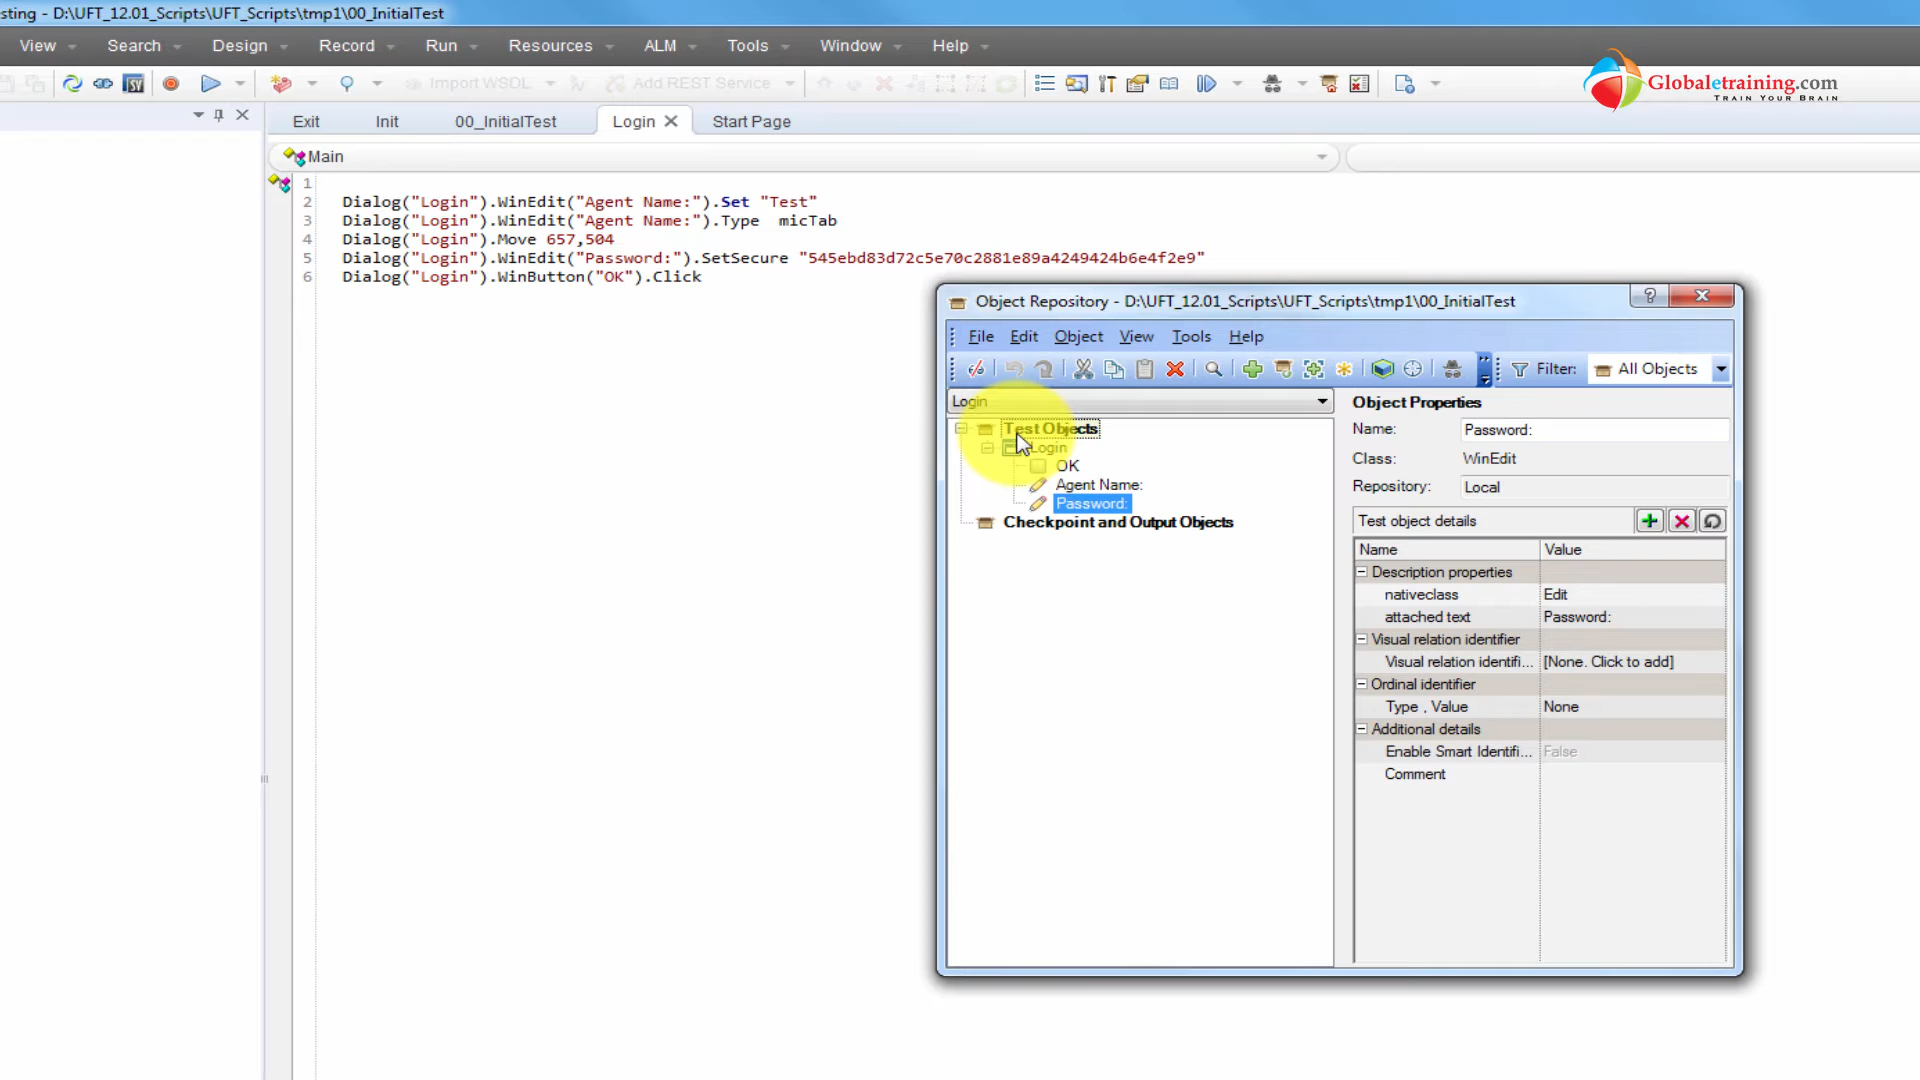 sting - D:\UFT_12.01_Scripts\UFT_Scripts\tmp1\00_InitialTest
View Search Design Record Run Resources ALM Tools Window Help
Import WSDL Add REST Service
Globaletraining.com
TRAIN YOUR BRAIN
Exit Init 00_InitialTest Login Start Page
Main
1
2 Dialog("Login").WinEdit("Agent Name:").Set "Test"
3 Dialog("Login").WinEdit("Agent Name:").Type micTab
4 Dialog("Login").Move 657,504
5 Dialog("Login").WinEdit("Password:").SetSecure "545ebd83d72c5e70c2881e89a4249424b6e4f2e9"
6 Dialog("Login").WinButton("OK").Click
Object Repository - D:\UFT_12.01_Scripts\UFT_Scripts\tmp1\00_InitialTest
File Edit Object View Tools Help
Filter: All Objects
Login
Test Objects
Login
OK
Agent Name:
Password:
Checkpoint and Output Objects
Object Properties
Name: Password:
Class: WinEdit
Repository: Local
Test object details
Name Value
Description properties
nativeclass Edit
attached text Password:
Visual relation identifier
Visual relation identifi... [None. Click to add]
Ordinal identifier
Type , Value None
Additional details
Enable Smart Identifi... False
Comment